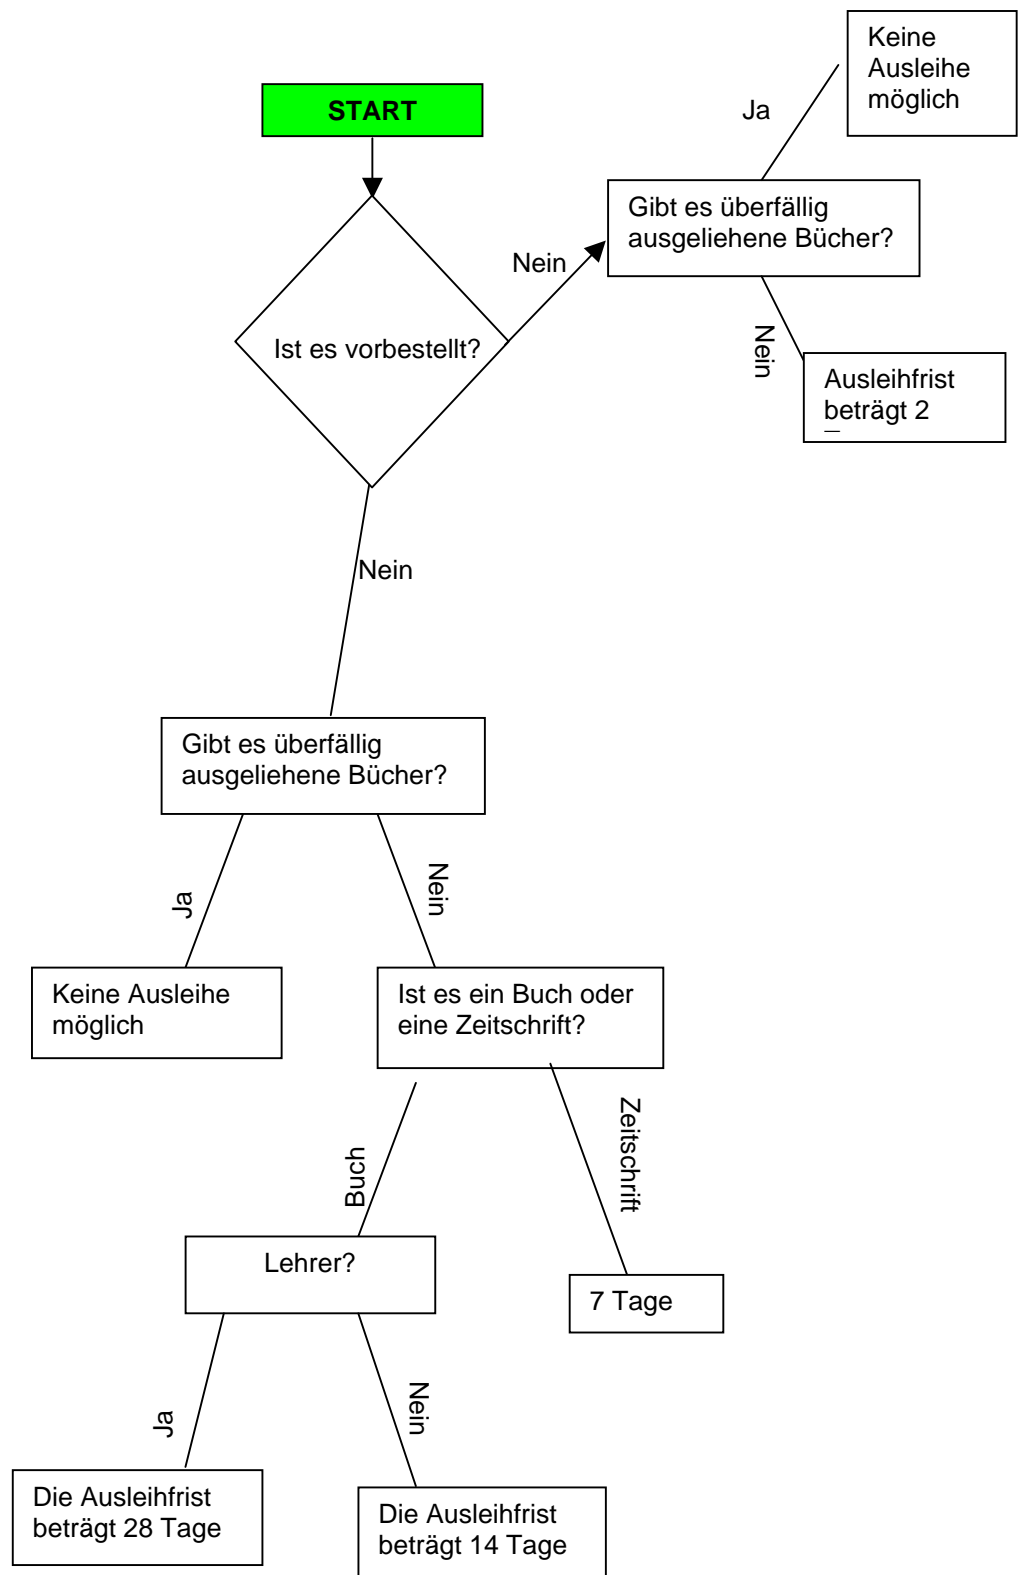 Keine
Ausleihe
möglich
START
Ja
Gibt es überfällig
ausgeliehene Bücher?
Nein
Ist es vorbestellt?
Nein
Ausleihfrist
beträgt 2
Nein
Gibt es überfällig
ausgeliehene Bücher?
Ja
Nein
Keine Ausleihe
möglich
Ist es ein Buch oder
eine Zeitschrift?
Buch
Zeitschrift
Lehrer?
7 Tage
Ja
Nein
Die Ausleihfrist
beträgt 28 Tage
Die Ausleihfrist
beträgt 14 Tage